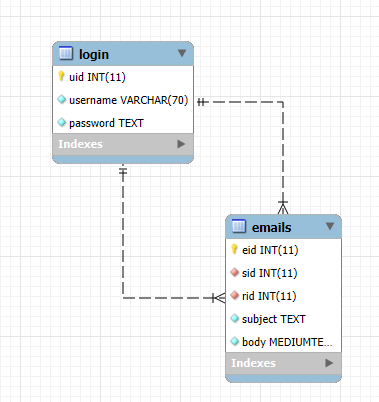 login
uid INT(11)
username VARCHAR(70)
password TEXT
Indexes
emails
eid INT(11)
sid INT(11)
rid INT(11)
subject TEXT
body MEDIUMTE...
Indexes